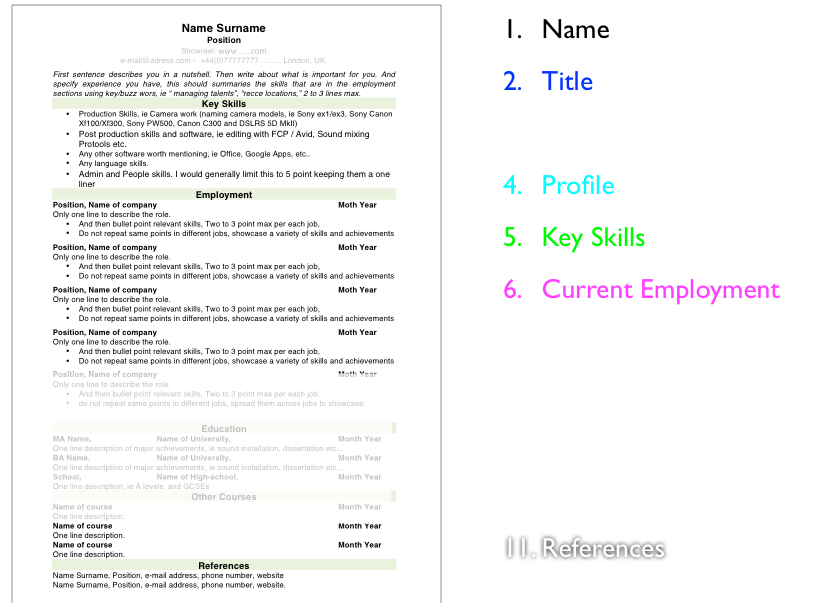 Name Surname
Position
Showreel: www.....com
e-mail@adress.com - +44(0)77777777 ........, London, UK.
First sentence describes you in a nutshell. Then write about what is important for you. And
specify experience you have, this should summaries the skills that are in the employment
sections using key/buzz wors, ie " managing talents", "recce locations," 2 to 3 lines max.
Key Skills
• Production Skills, ie Camera work (naming camera models, ie Sony ex1/ex3, Sony Canon
Xf100/Xf300, Sony PW500, Canon C300 and DSLRS 5D MkII)
• Post production skills and software, ie editing with FCP / Avid, Sound mixing
Protools etc.
• Any other software worth mentioning, ie Office, Google Apps, etc..
• Any language skills.
• Admin and People skills. I would generally limit this to 5 point keeping them a one
liner
Employment
Position, Name of company Moth Year
Only one line to describe the role.
• And then bullet point relevant skills, Two to 3 point max per each job,
• Do not repeat same points in different jobs, showcase a variety of skills and achievements
Position, Name of company Moth Year
Only one line to describe the role.
• And then bullet point relevant skills, Two to 3 point max per each job,
• Do not repeat same points in different jobs, showcase a variety of skills and achievements
Position, Name of company Moth Year
Only one line to describe the role.
• And then bullet point relevant skills, Two to 3 point max per each job,
• Do not repeat same points in different jobs, showcase a variety of skills and achievements
Position, Name of company Moth Year
Only one line to describe the role.
• And then bullet point relevant skills, Two to 3 point max per each job,
• Do not repeat same points in different jobs, showcase a variety of skills and achievements
Position, Name of company Moth Year
Only one line to describe the role.
• And then bullet point relevant skills, Two to 3 point max per each job,
• do not repeat same points in different jobs, spread them across jobs to showcase.
Education
MA Name, Name of University, Month Year
One line description of major achievements, ie sound installation, dissertation etc...
BA Name, Name of University, Month Year
One line description of major achievements, ie sound installation, dissertation etc...
School, Name of High-school, Month Year
One line description, ie A levels, and GCSEs
Other Courses
Name of course Month Year
One line description.
Name of course Month Year
One line description.
Name of course Month Year
One line description.
References
Name Surname, Position, e-mail address, phone number, website
Name Surname, Position, e-mail address, phone number, website.
1. Name
2. Title
4. Profile
5. Key Skills
6. Current Employment
11. References